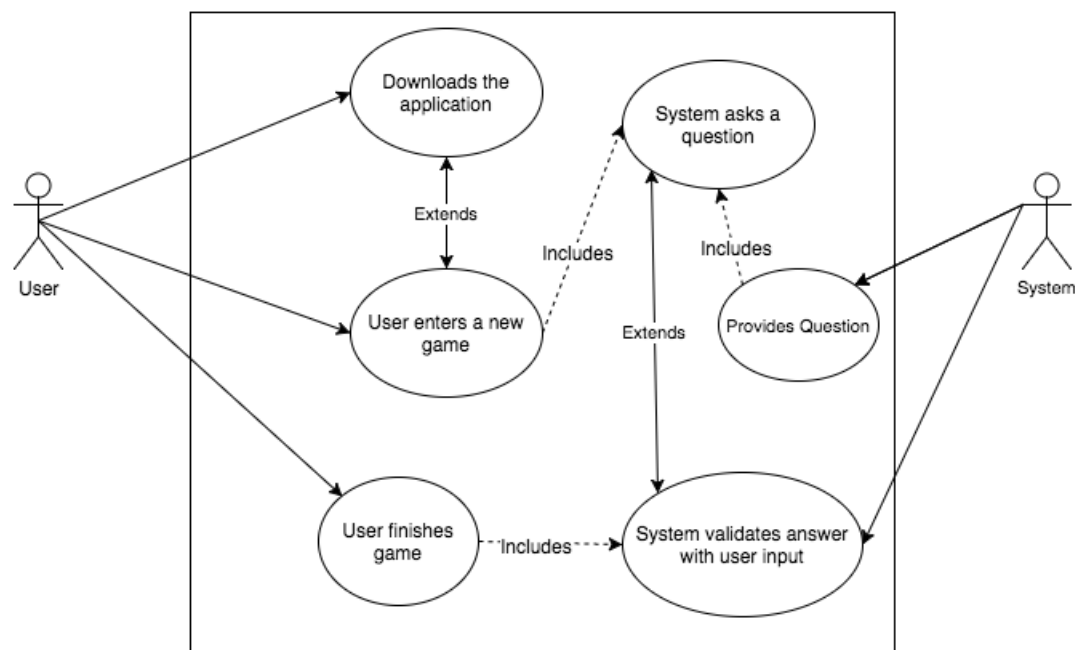 Downloads the
application
System asks a
question
Extends
Includes
Includes
User
System
User enters a new
game
Extends
Provides Question
User finishes
game
Includes
System validates answer
with user input